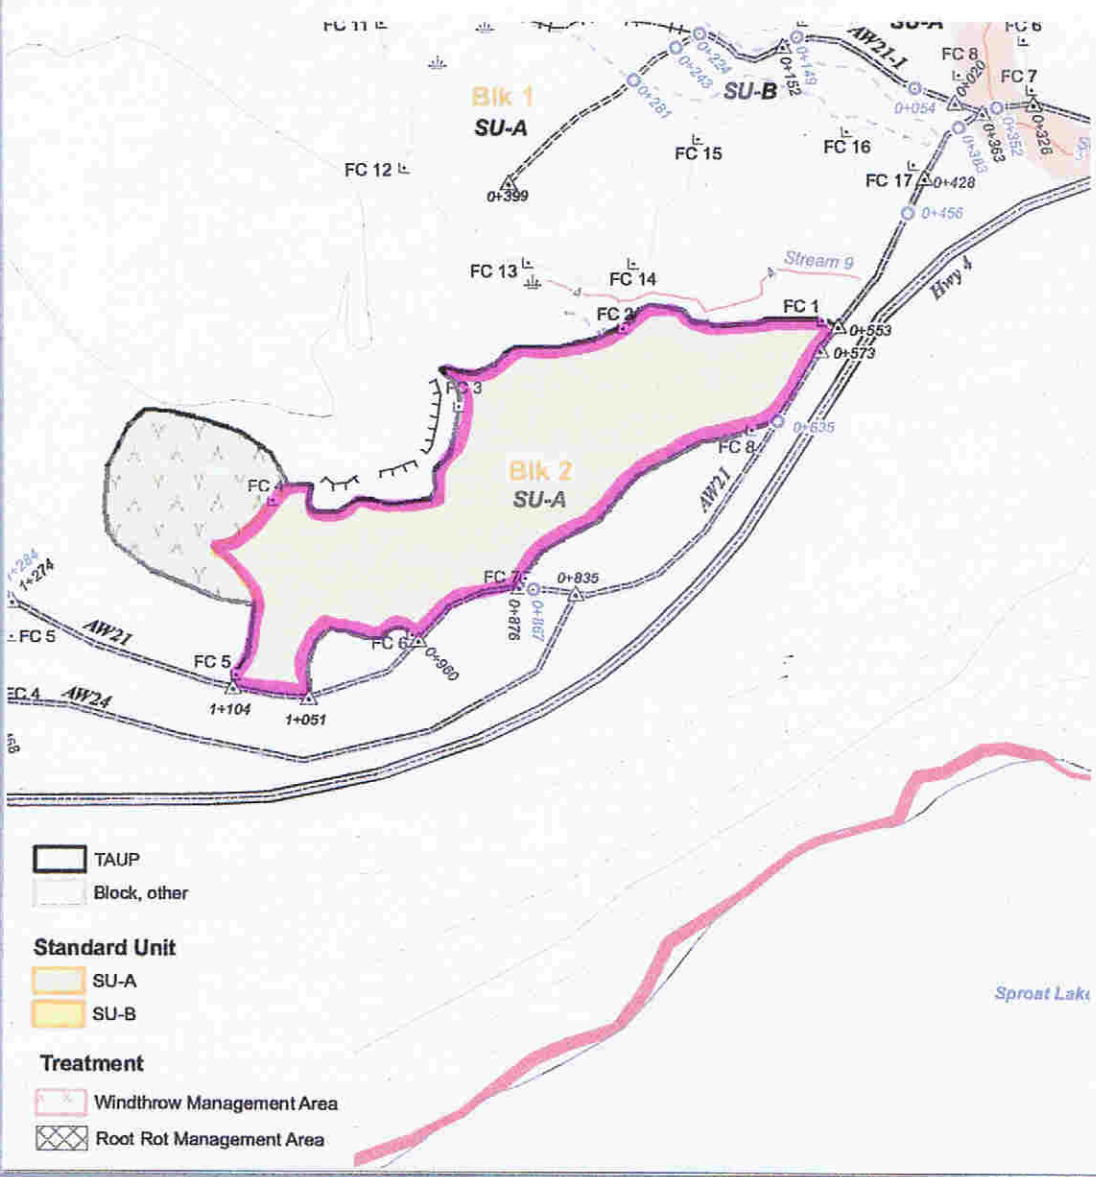 FC 11
SU-A
FC 6
AW21-1
FC 8
0+020
FC 7
0+224
0+243
0+149
0+152
0+281
Blk 1
SU-A
SU-B
0+054
0+363
0+352
0+326
0+383
FC 12
FC 15
FC 16
FC 17
0+428
0+399
0+456
FC 13
FC 14
Stream 9
4
4
Hwy 4
FC 1
FC 2
0+553
0+573
FC 3
0+635
FC 8
Blk 2
SU-A
FC 4
AW21
1+284
1+274
FC 7
0+835
0+876
0+867
FC 5
AW21
FC 6
0+960
FC 5
FC 4
AW24
1+104
1+051
TAUP
Block, other
Standard Unit
SU-A
SU-B
Sproat Lake
Treatment
Windthrow Management Area
Root Rot Management Area